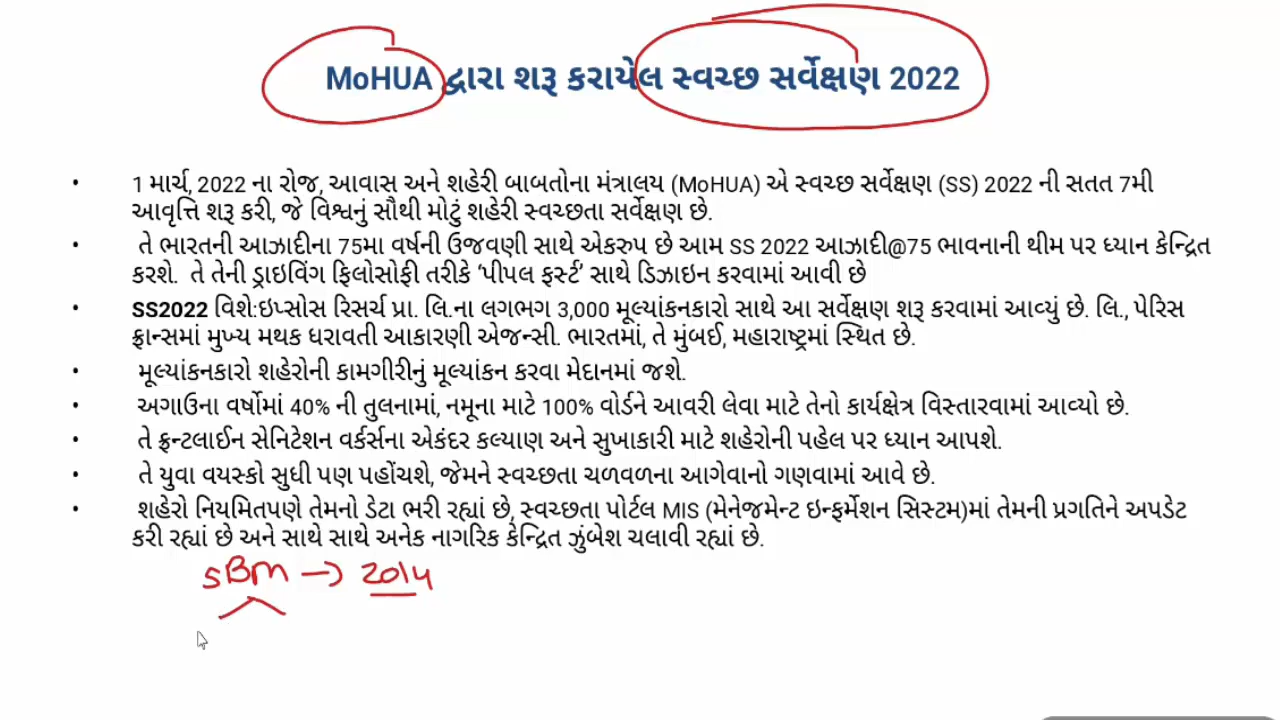 MoHUA દ્વારા શરૂ કરાયેલ સ્વચ્છ સર્વેક્ષણ 2022
• 1 માર્ચ, 2022 ના રોજ, આવાસ અને શહેરી બાબતોના મંત્રાલય (MoHUA) એ સ્વચ્છ સર્વેક્ષણ (SS) 2022 ની સતત 7મી
આવૃત્તિ શરૂ કરી, જે વિશ્વનું સૌથી મોટું શહેરી સ્વચ્છતા સર્વેક્ષણ છે.
• તે ભારતની આઝાદીના 75મા વર્ષની ઉજવણી સાથે એકરુપ છે આમ SS 2022 આઝાદી@75 ભાવનાની થીમ પર ધ્યાન કેન્દ્રિત
કરશે. તે તેની ડ્રાઇવિંગ ફિલોસોફી તરીકે ‘પીપલ ફર્સ્ટ’ સાથે ડિઝાઇન કરવામાં આવી છે
• SS2022 વિશે:ઇપ્સોસ રિસર્ચ પ્રા. લિ.ના લગભગ 3,000 મૂલ્યાંકનકારો સાથે આ સર્વેક્ષણ શરૂ કરવામાં આવ્યું છે. લિ., પેરિસ
ફ્રાન્સમાં મુખ્ય મથક ધરાવતી આકારણી એજન્સી. ભારતમાં, તે મુંબઈ, મહારાષ્ટ્રમાં સ્થિત છે.
• મૂલ્યાંકનકારો શહેરોની કામગીરીનું મૂલ્યાંકન કરવા મેદાનમાં જશે.
• અગાઉના વર્ષોમાં 40% ની તુલનામાં, નમૂના માટે 100% વોર્ડને આવરી લેવા માટે તેનો કાર્યક્ષેત્ર વિસ્તારવામાં આવ્યો છે.
• તે ફ્રન્ટલાઈન સેનિટેશન વર્કર્સના એકંદર કલ્યાણ અને સુખાકારી માટે શહેરોની પહેલ પર ધ્યાન આપશે.
• તે યુવા વયસ્કો સુધી પણ પહોંચશે, જેમને સ્વચ્છતા ચળવળના આગેવાનો ગણવામાં આવે છે.
• શહેરો નિયમિતપણે તેમનો ડેટા ભરી રહ્યાં છે, સ્વચ્છતા પોર્ટલ MIS (મેનેજમેન્ટ ઇન્ફર્મેશન સિસ્ટમ)માં તેમની પ્રગતિને અપડેટ
કરી રહ્યાં છે અને સાથે સાથે અનેક નાગરિક કેન્દ્રિત ઝુંબેશ ચલાવી રહ્યાં છે.
SBM → 2014